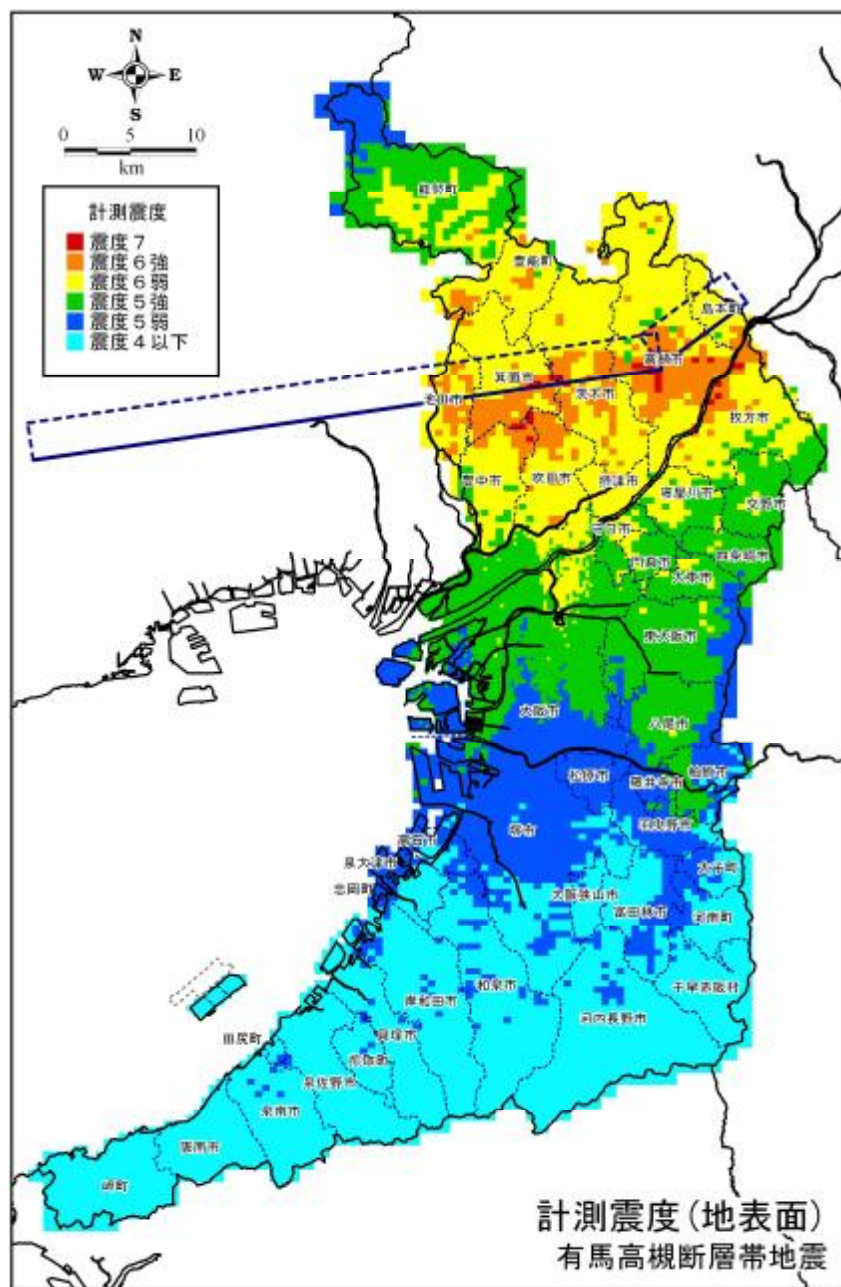 N
W E
S
0 5 10
km
計測震度
震度7
震度6強
震度6弱
震度5強
震度5弱
震度4以下
能勢町
豊能町
島本町
高槻市
箕面市
茨木市
池田市
枚方市
豊中市
吹田市
摂津市
寝屋川市
交野市
守口市
門真市
大東市
四条畷市
東大阪市
大阪市
八尾市
松原市
藤井寺市
柏原市
羽曳野市
堺市
高石市
泉大津市
忠岡町
太子町
大阪狭山市
富田林市
河南町
千早赤阪村
岸和田市
和泉市
河内長野市
貝塚市
熊取町
田尻町
泉佐野市
泉南市
阪南市
岬町
計測震度(地表面)
有馬高槻断層帯地震